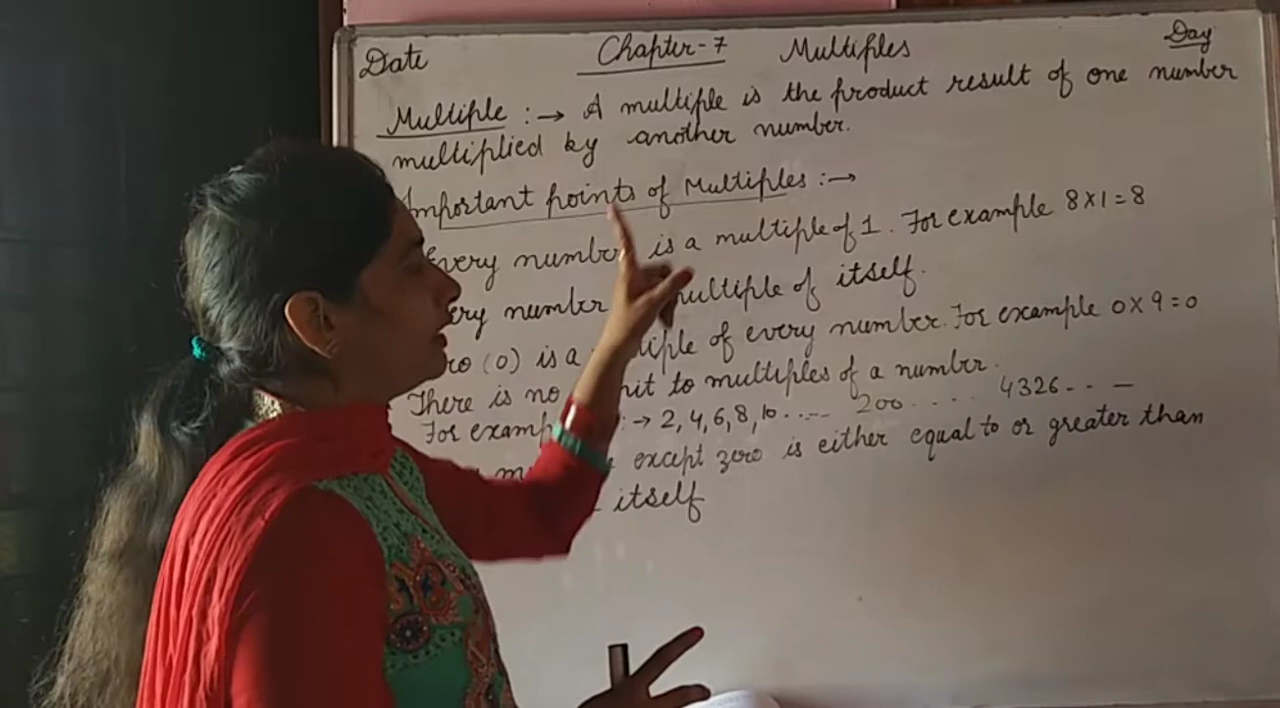 Date Chapter-7 Multiples Day
Multiple :→ A multiple is the product result of one number
multiplied by another number.
Important points of Multiples :→
Every number is a multiple of 1. For example 8×1=8
number multiple of itself.
(0) is a of every number. For example 0×9=0
There is no to multiples of a number.
For :→ 2,4,6,8,10..... 200.... 4326-- —
except zero is either equal to or greater than
itself